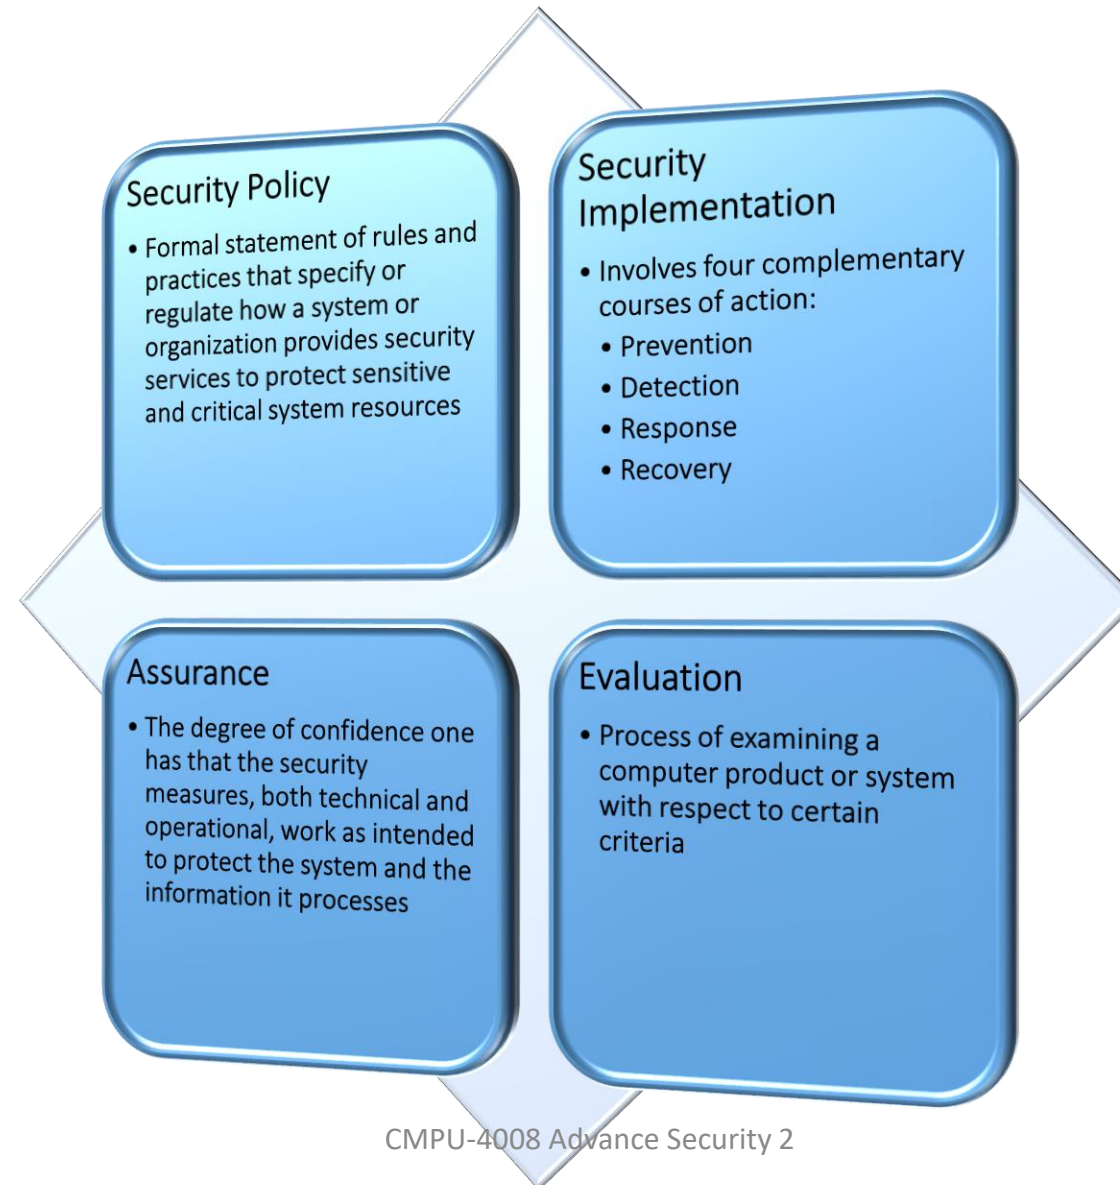 Security Policy
• Formal statement of rules and
practices that specify or
regulate how a system or
organization provides security
services to protect sensitive
and critical system resources
Security
Implementation
• Involves four complementary
courses of action:
• Prevention
• Detection
• Response
• Recovery
Assurance
• The degree of confidence one
has that the security
measures, both technical and
operational, work as intended
to protect the system and the
information it processes
Evaluation
• Process of examining a
computer product or system
with respect to certain
criteria
CMPU-4008 Advance Security 2